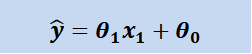 ŷ = θ₁x₁ + θ₀